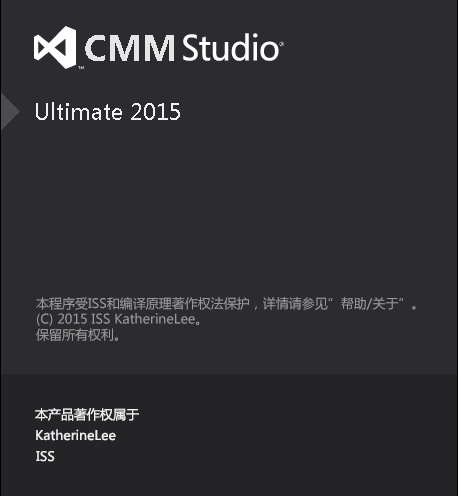 CMM Studio®
™
Ultimate 2015
本程序受ISS和编译原理著作权法保护，详情请参见”帮助/关于”。
(C) 2015 ISS KatherineLee。
保留所有权利。
本产品著作权属于
KatherineLee
ISS